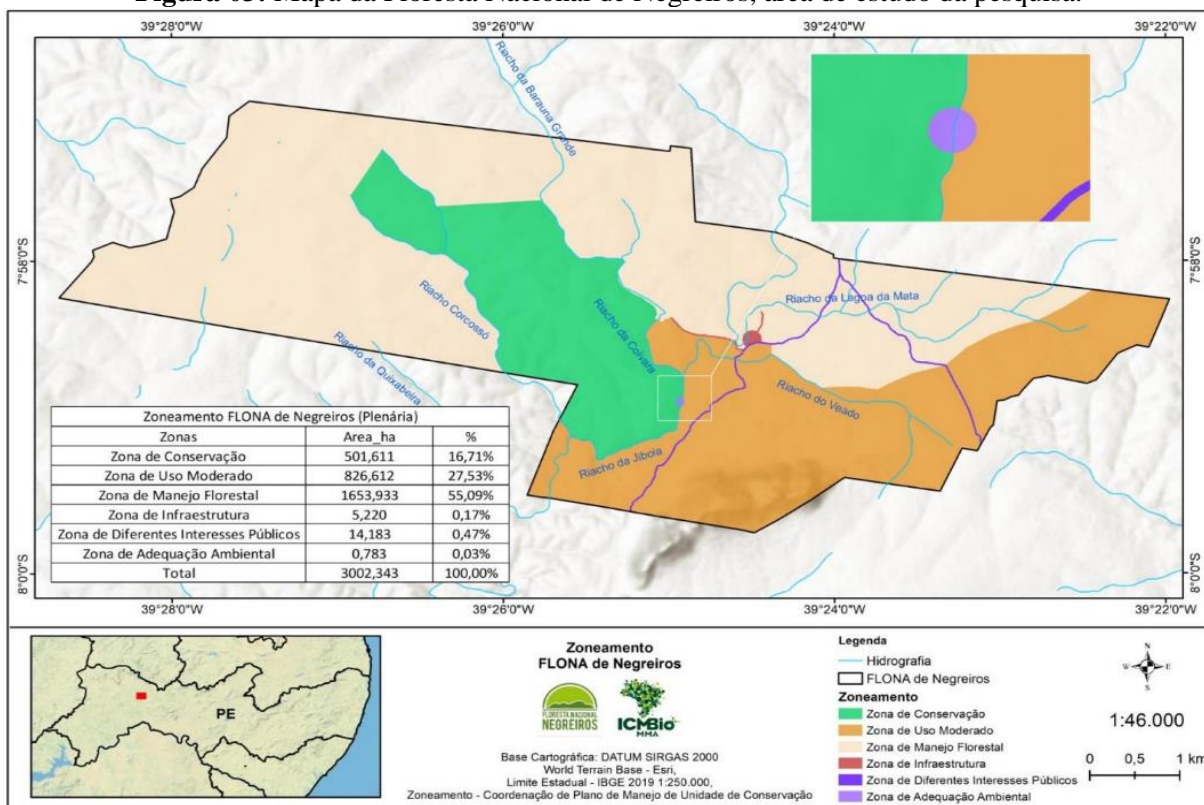 Figura 03: Mapa da Floresta Nacional de Negreiros, área de estudo da pesquisa.
39°28'0"W 39°26'0"W 39°24'0"W 39°22'0"W
7°58'0"S
7°58'0"S
8°0'0"S
8°0'0"S
Riacho da Barauna Grande
Riacho Corcossó
Riacho da Quixabeira
Riacho da Coivara
Riacho da Lagoa da Mata
Riacho do Veado
Riacho da Jiboia
Zoneamento FLONA de Negreiros (Plenária)
Zonas Area_ha %
Zona de Conservação 501,611 16,71%
Zona de Uso Moderado 826,612 27,53%
Zona de Manejo Florestal 1653,933 55,09%
Zona de Infraestrutura 5,220 0,17%
Zona de Diferentes Interesses Públicos 14,183 0,47%
Zona de Adequação Ambiental 0,783 0,03%
Total 3002,343 100,00%
39°28'0"W 39°26'0"W 39°24'0"W 39°22'0"W
PE
Zoneamento
FLONA de Negreiros
FLORESTA NACIONAL
NEGREIROS
ICMBio
MMA
Base Cartográfica: DATUM SIRGAS 2000
World Terrain Base - Esri,
Limite Estadual - IBGE 2019 1:250.000,
Zoneamento - Coordenação de Plano de Manejo de Unidade de Conservação
Legenda
Hidrografia
FLONA de Negreiros
Zoneamento
Zona de Conservação
Zona de Uso Moderado
Zona de Manejo Florestal
Zona de Infraestrutura
Zona de Diferentes Interesses Públicos
Zona de Adequação Ambiental
N
W E
S
1:46.000
0 0,5 1 km